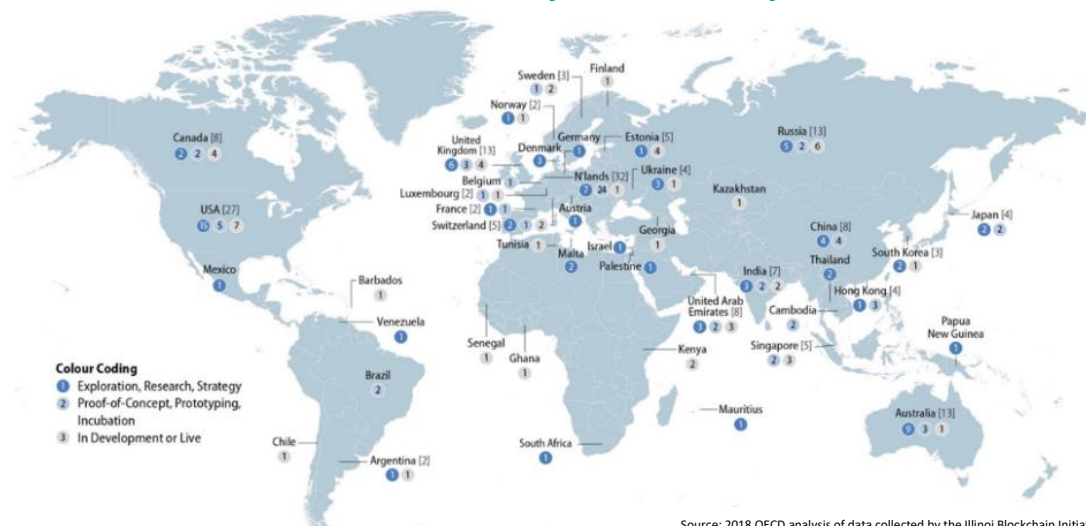 Finland
1
Sweden [3]
1 2
Norway [2]
1 1
Canada [8]
2 2 4
United
Kingdom [13]
6 3 4
Denmark
3
Germany
1
Estonia [5]
1 4
Russia [13]
5 2 6
Belgium 1
Luxembourg [2] 1 1
France [2] 1 1
Switzerland [5] 2 1 2
N'lands [32]
7 24 1
Ukraine [4]
3 1
Austria
1
Kazakhstan
1
USA [27]
15 5 7
Georgia
1
China [8]
4 4
Japan [4]
2 2
South Korea [3]
2 1
Tunisia 1
Malta
2
Israel 1
Palestine 1
Thailand
2
Mexico
1
Barbados
1
India [7]
3 2 2
Hong Kong [4]
1 3
United Arab
Emirates [8]
3 2 3
Cambodia
2
Venezuela
1
Papua
New Guinea
1
Senegal
1
Ghana
1
Kenya
2
Singapore [5]
2 3
Colour Coding
1 Exploration, Research, Strategy
2 Proof-of-Concept, Prototyping,
Incubation
3 In Development or Live
Brazil
2
Mauritius
1
Australia [13]
9 3 1
Chile
1
South Africa
1
Argentina [2]
1 1
Source: 2018 OECD analysis of data collected by the Illinoi Blockchain